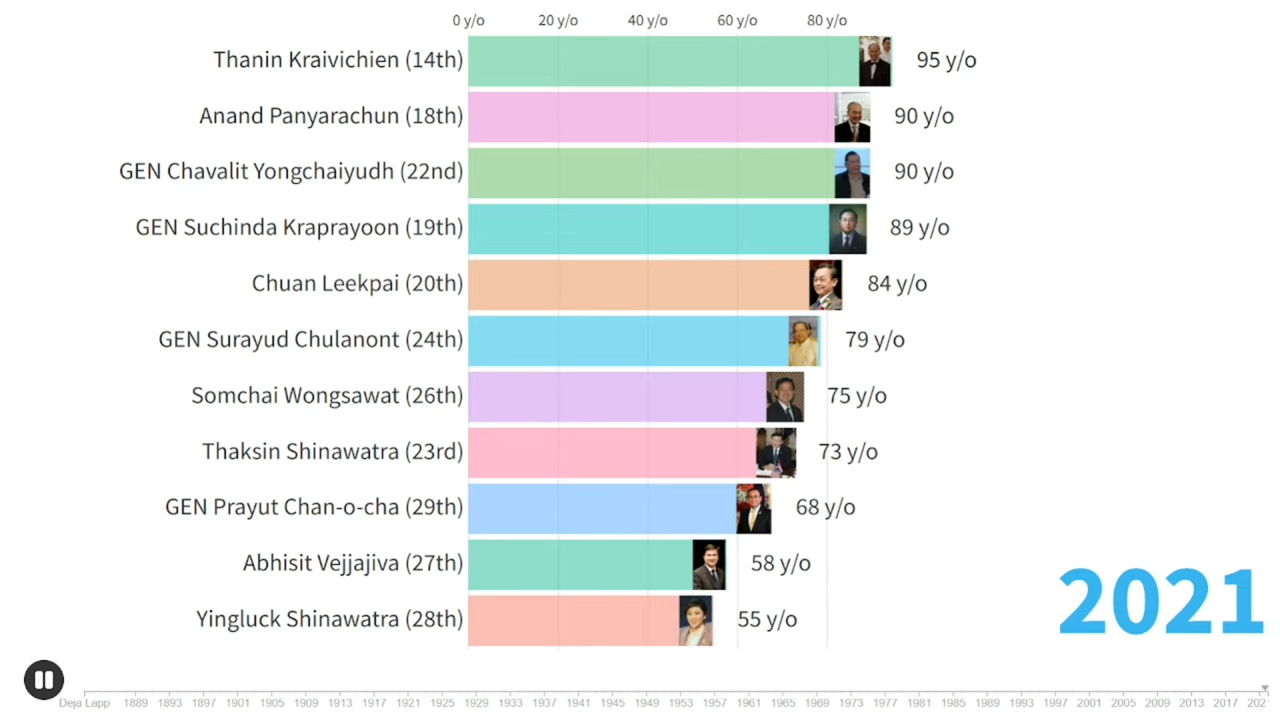 0 y/o 20 y/o 40 y/o 60 y/o 80 y/o
Thanin Kraivichien (14th) 95 y/o
Anand Panyarachun (18th) 90 y/o
GEN Chavalit Yongchaiyudh (22nd) 90 y/o
GEN Suchinda Kraprayoon (19th) 89 y/o
Chuan Leekpai (20th) 84 y/o
GEN Surayud Chulanont (24th) 79 y/o
Somchai Wongsawat (26th) 75 y/o
Thaksin Shinawatra (23rd) 73 y/o
GEN Prayut Chan-o-cha (29th) 68 y/o
Abhisit Vejjajiva (27th) 58 y/o
Yingluck Shinawatra (28th) 55 y/o
2021
Deja Lapp 1889 1893 1897 1901 1905 1909 1913 1917 1921 1925 1929 1933 1937 1941 1945 1949 1953 1957 1961 1965 1969 1973 1977 1981 1985 1989 1993 1997 2001 2005 2009 2013 2017 2021